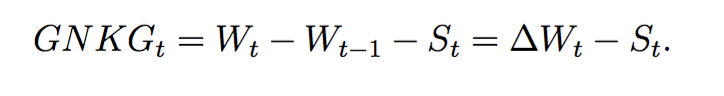 GNKG_t = W_t − W_{t−1} − S_t = ΔW_t − S_t.